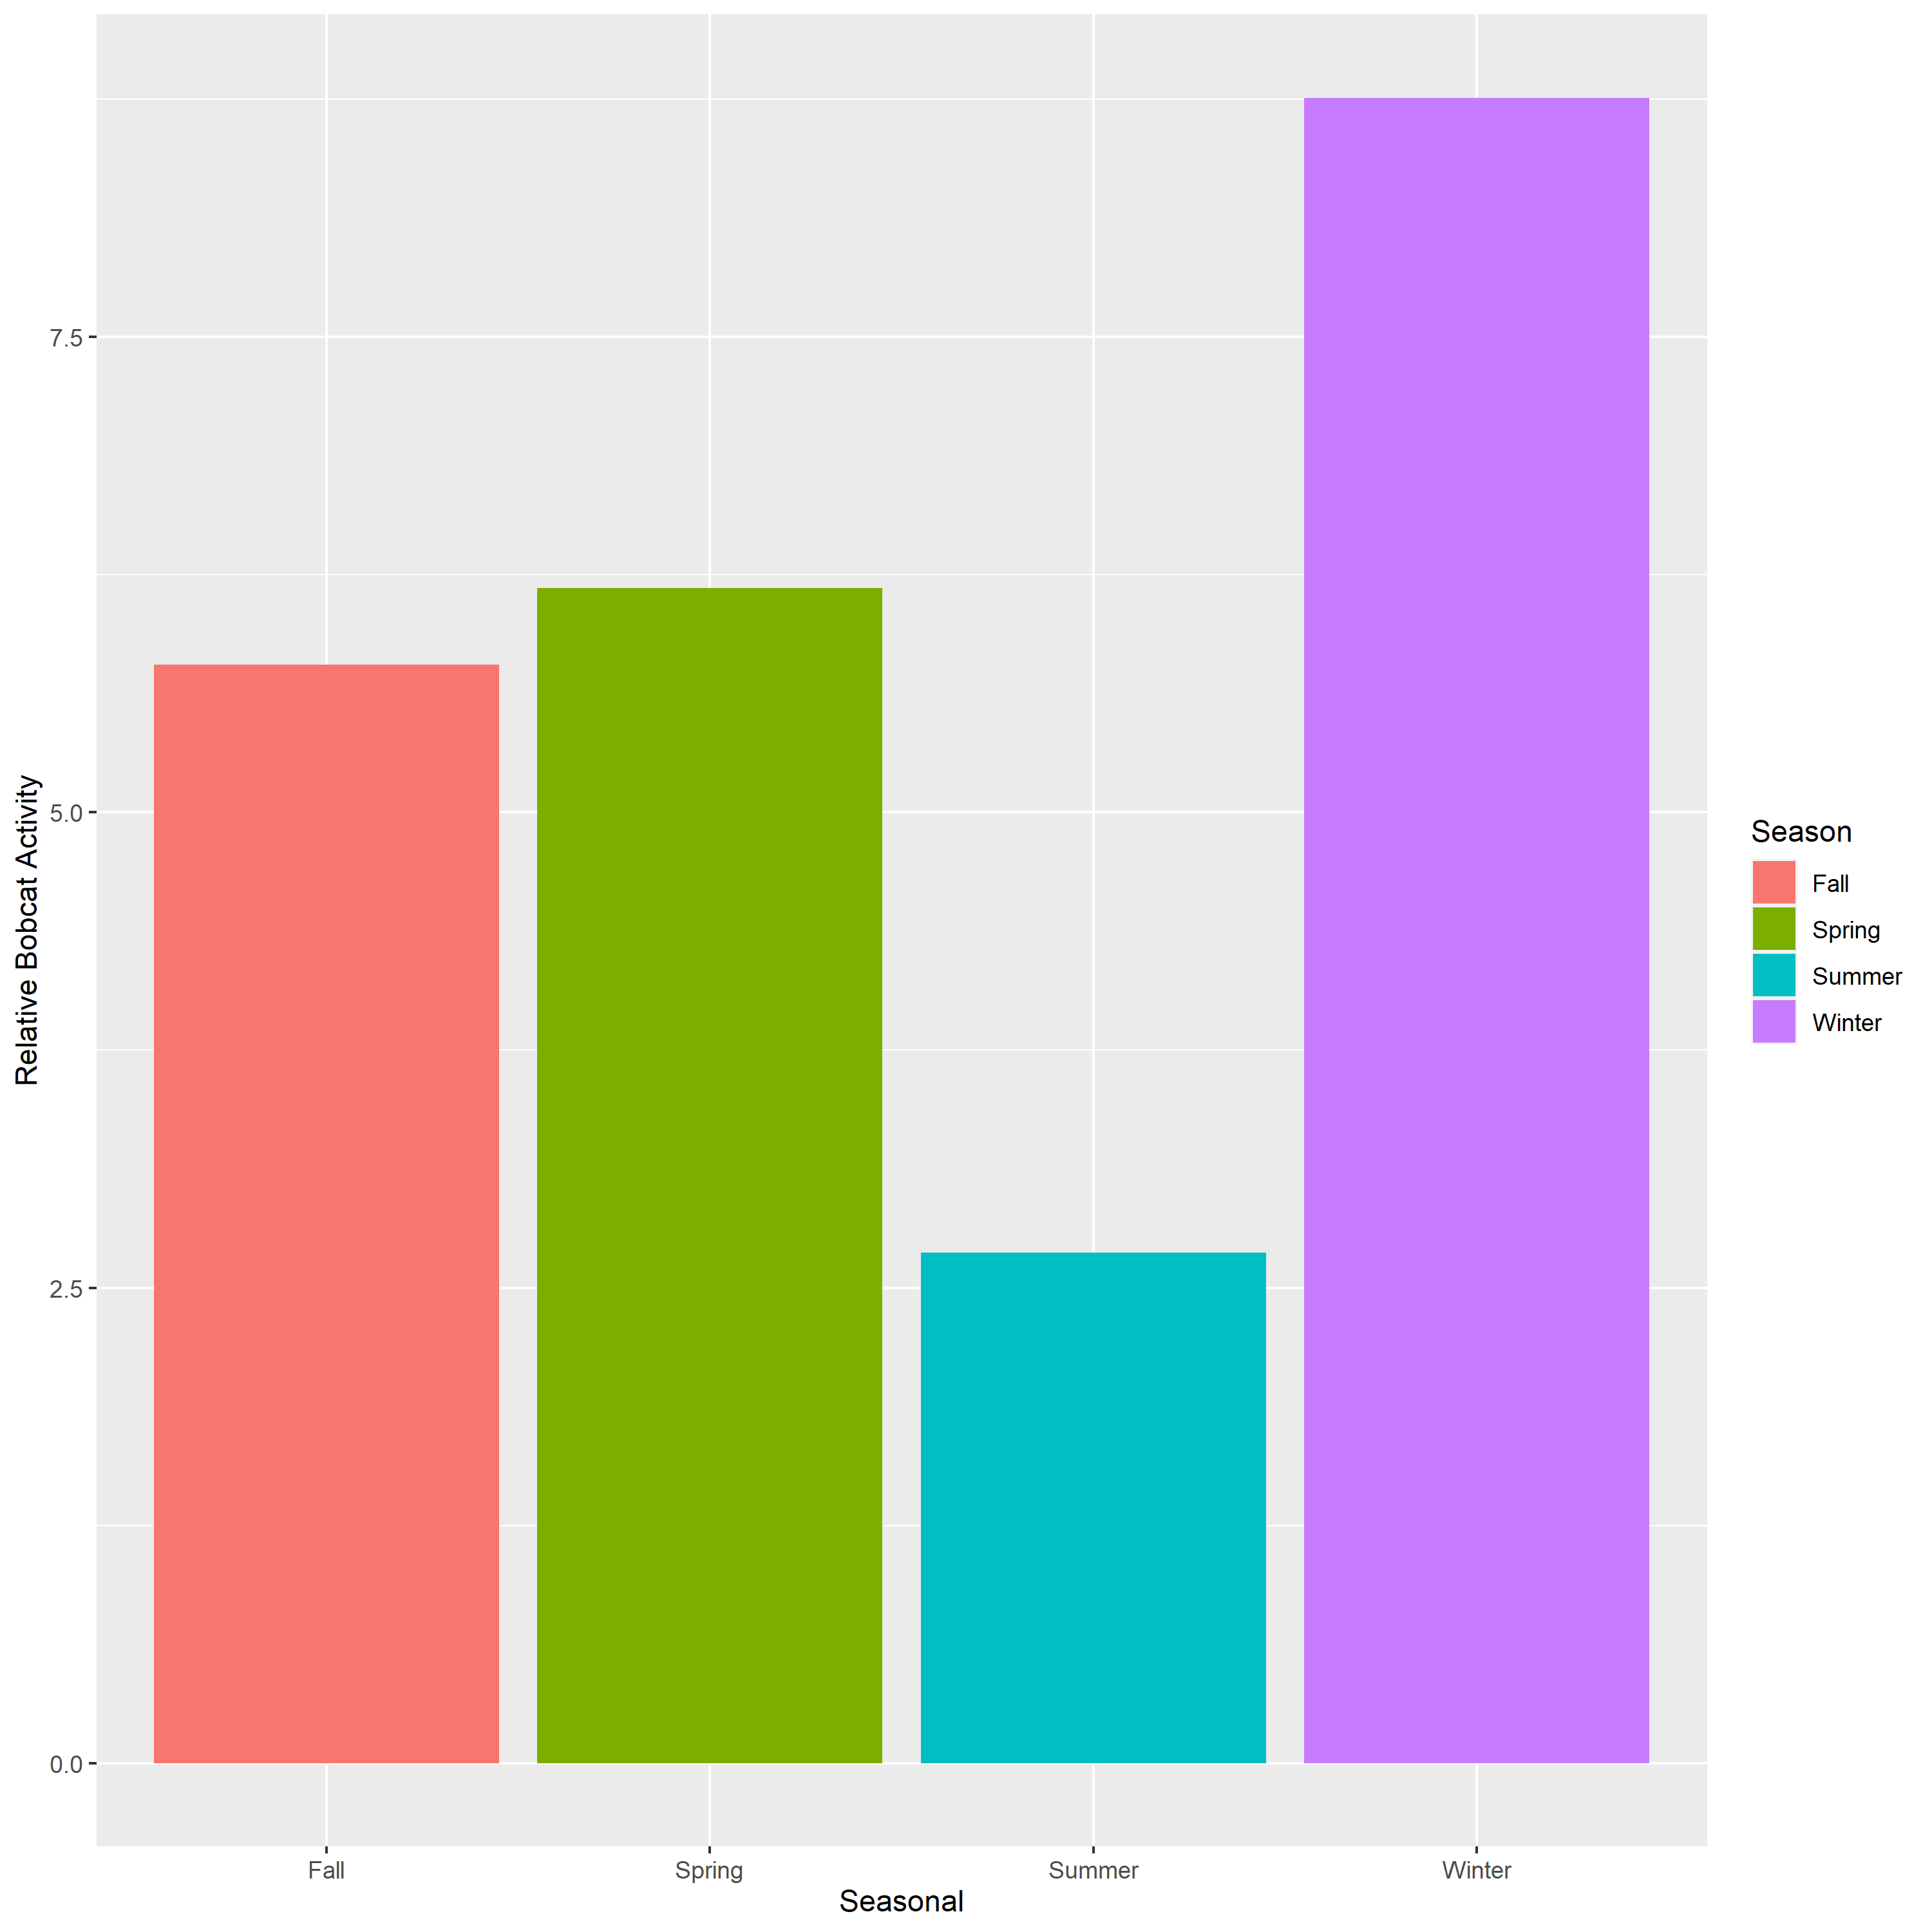 Relative Bobcat Activity
7.5
5.0
2.5
0.0
Fall
Spring
Summer
Winter
Seasonal
Season
Fall
Spring
Summer
Winter